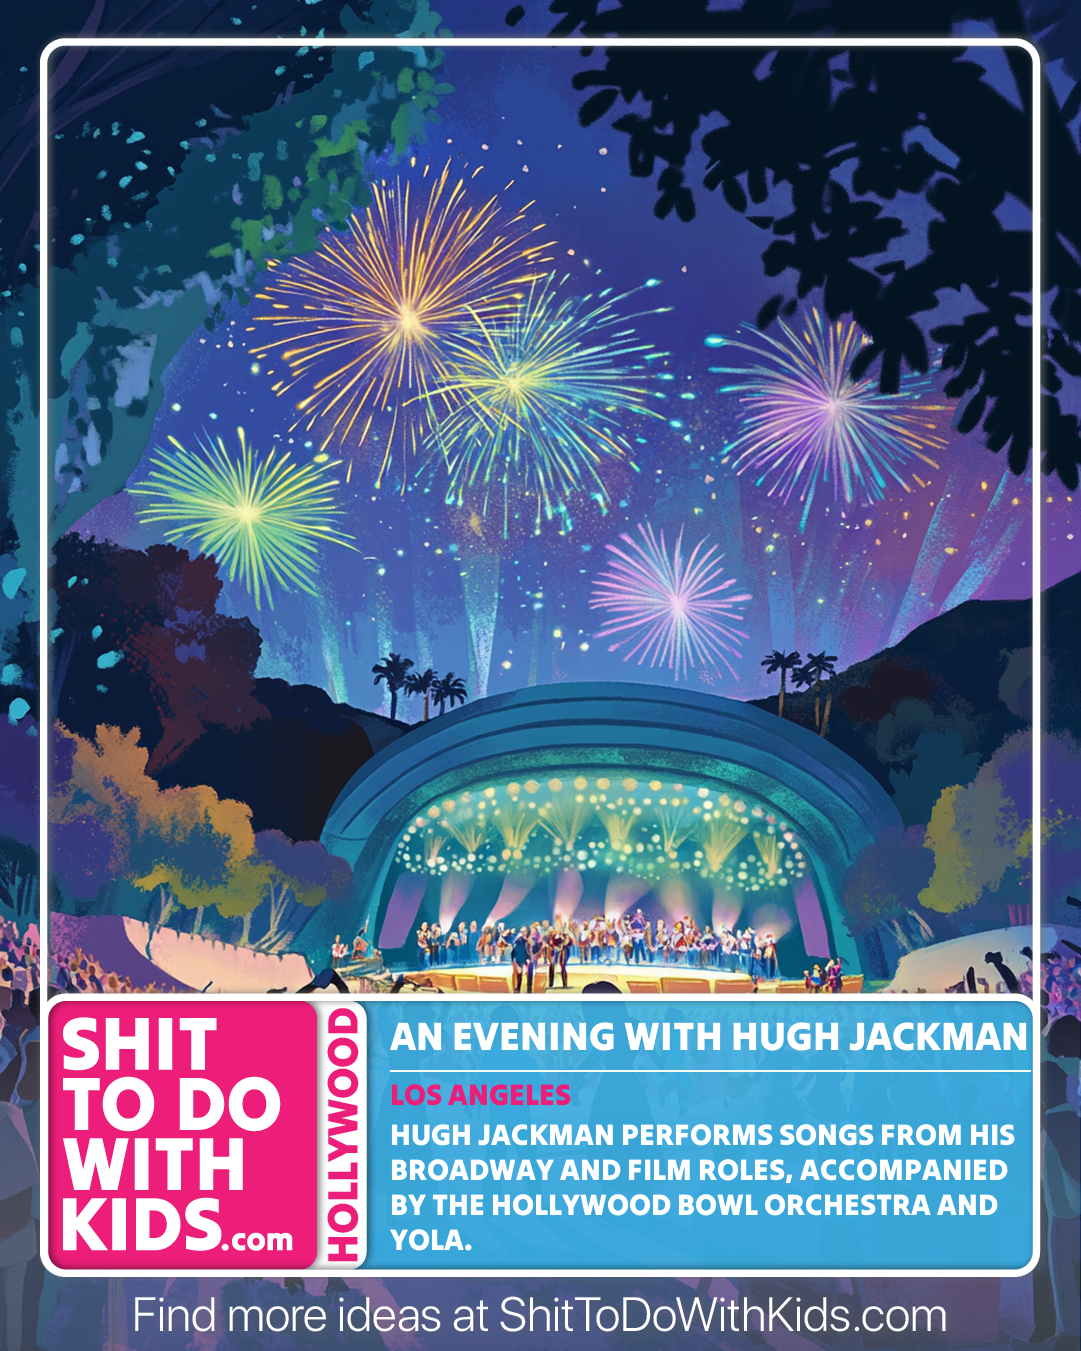 SHIT
TO DO
WITH
KIDS.com
HOLLYWOOD
AN EVENING WITH HUGH JACKMAN
LOS ANGELES
HUGH JACKMAN PERFORMS SONGS FROM HIS
BROADWAY AND FILM ROLES, ACCOMPANIED
BY THE HOLLYWOOD BOWL ORCHESTRA AND
YOLA.
Find more ideas at ShitToDoWithKids.com